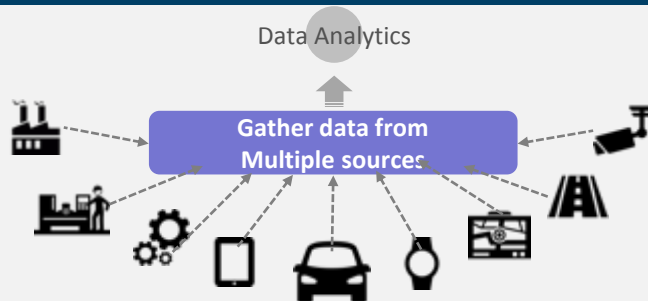 Data Analytics
Gather data from
Multiple sources